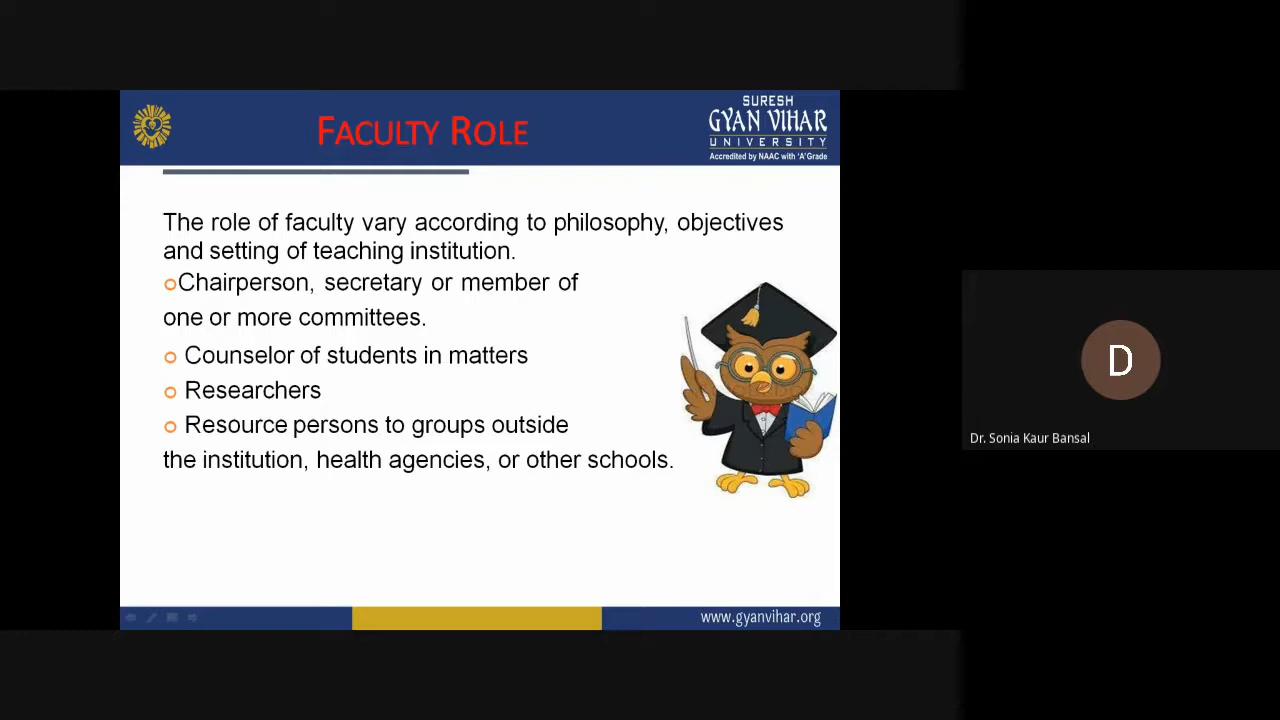 FACULTY ROLE
SURESH
GYAN VIHAR
UNIVERSITY
Accredited by NAAC with 'A' Grade
The role of faculty vary according to philosophy, objectives
and setting of teaching institution.
Chairperson, secretary or member of
one or more committees.
Counselor of students in matters
Researchers
Resource persons to groups outside
the institution, health agencies, or other schools.
D
Dr. Sonia Kaur Bansal
www.gyanvihar.org